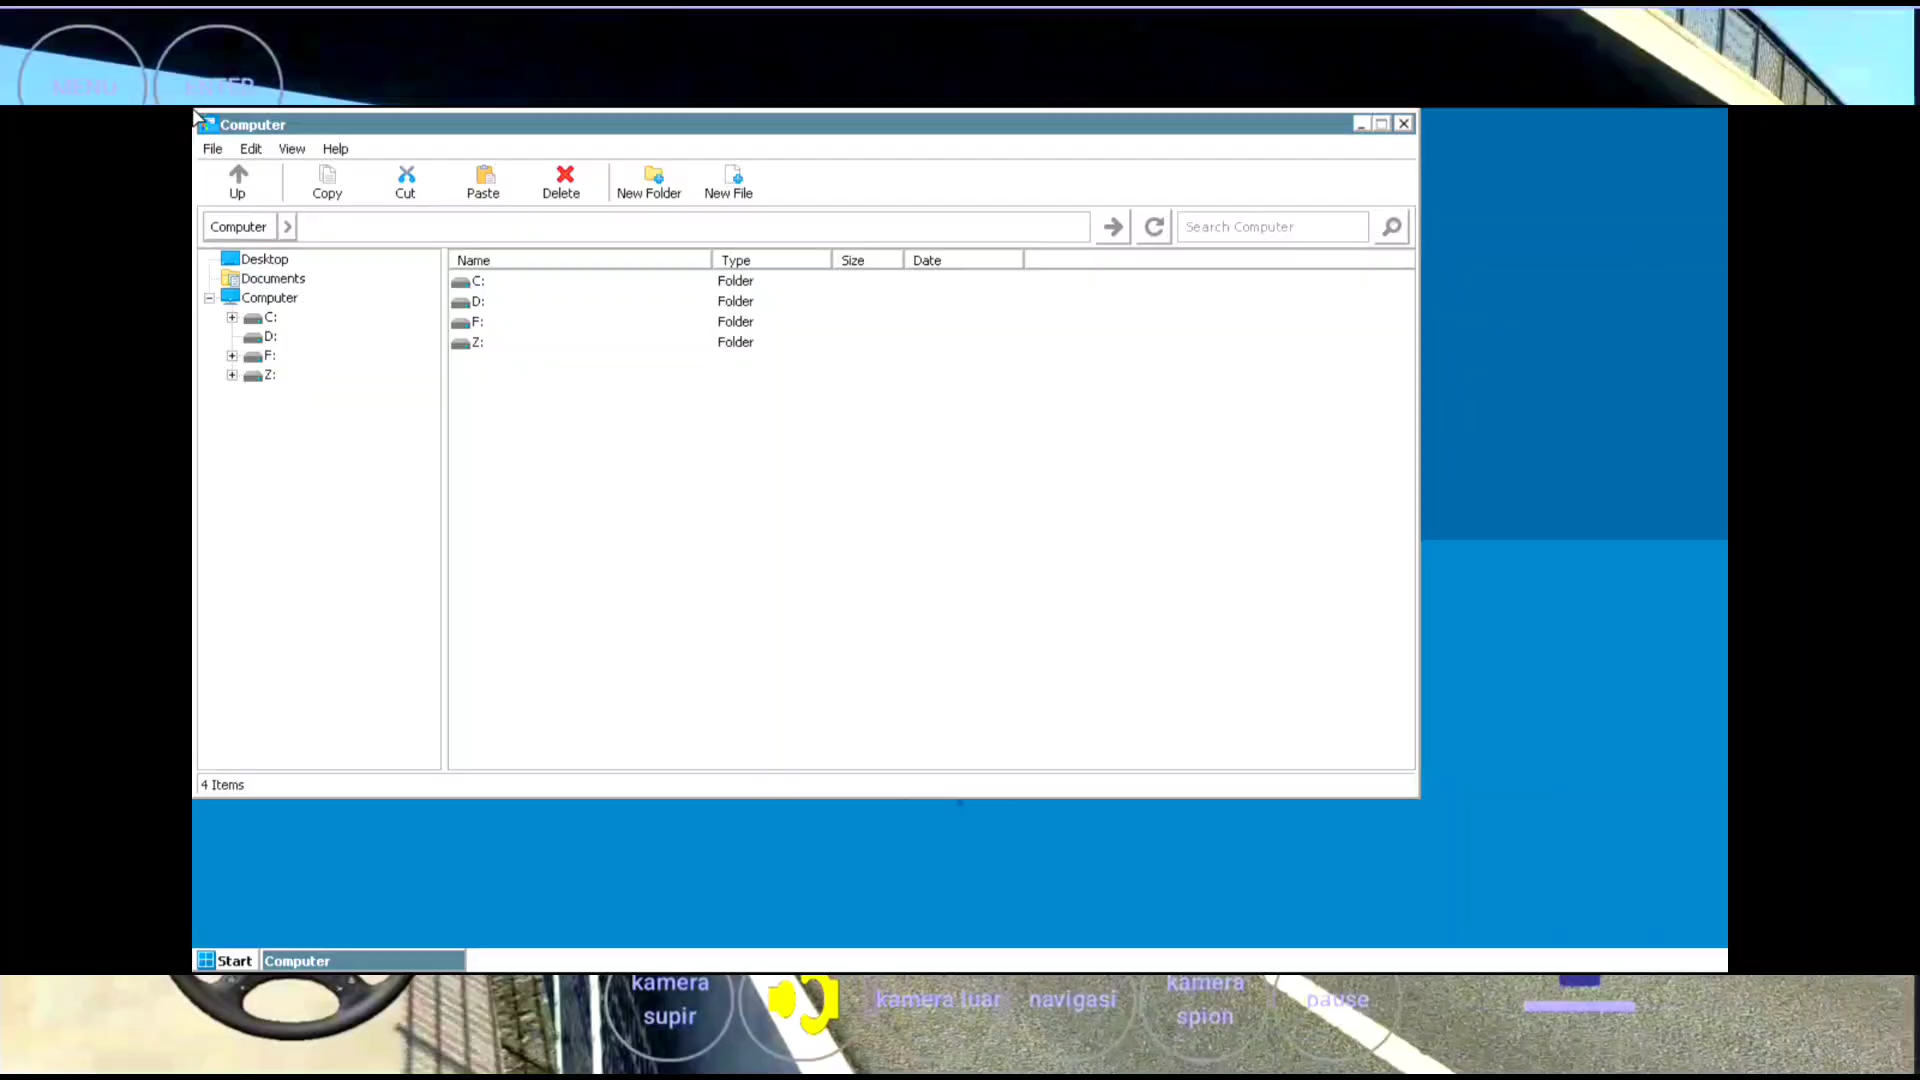 MENU ENTER
Computer
File Edit View Help
Up Copy Cut Paste Delete New Folder New File
Computer Search Computer
Desktop
Documents
Computer
C:
D:
F:
Z:
Name Type Size Date
C: Folder
D: Folder
F: Folder
Z: Folder
4 Items
Start Computer
kamera supir
kamera luar
navigasi
kamera spion
pause